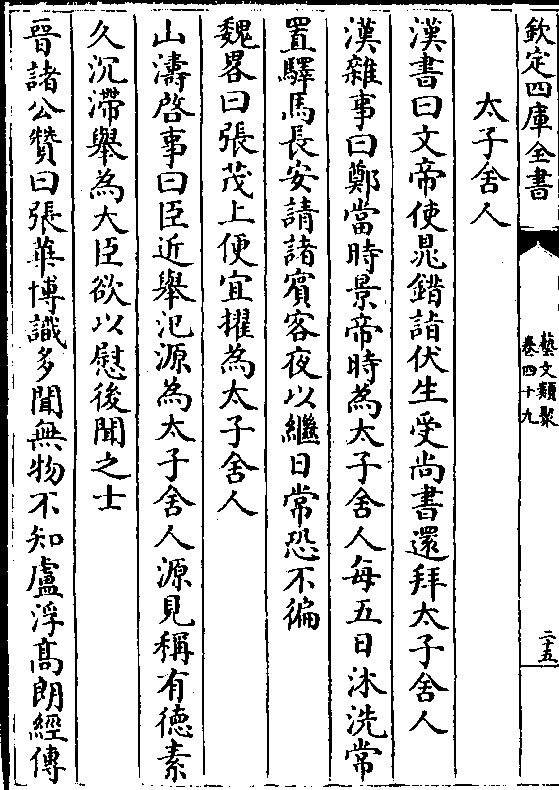 欽定四庫全書
藝文類聚
卷四十九
二十五
太子舍人
漢書曰文帝使晁錯詣伏生受尚書還拜太子舍人
漢雜事曰鄭當時景帝時為太子舍人每五日沐洗常
置驛馬長安請諸賓客夜以繼日常恐不徧
魏畧曰張茂上便宜擢為太子舍人
山濤啓事曰臣近舉氾源為太子舍人源見稱有德素
久沉滯舉為大臣欲以慰後聞之士
晉諸公贊曰張華博識多聞無物不知盧浮髙朗經傳